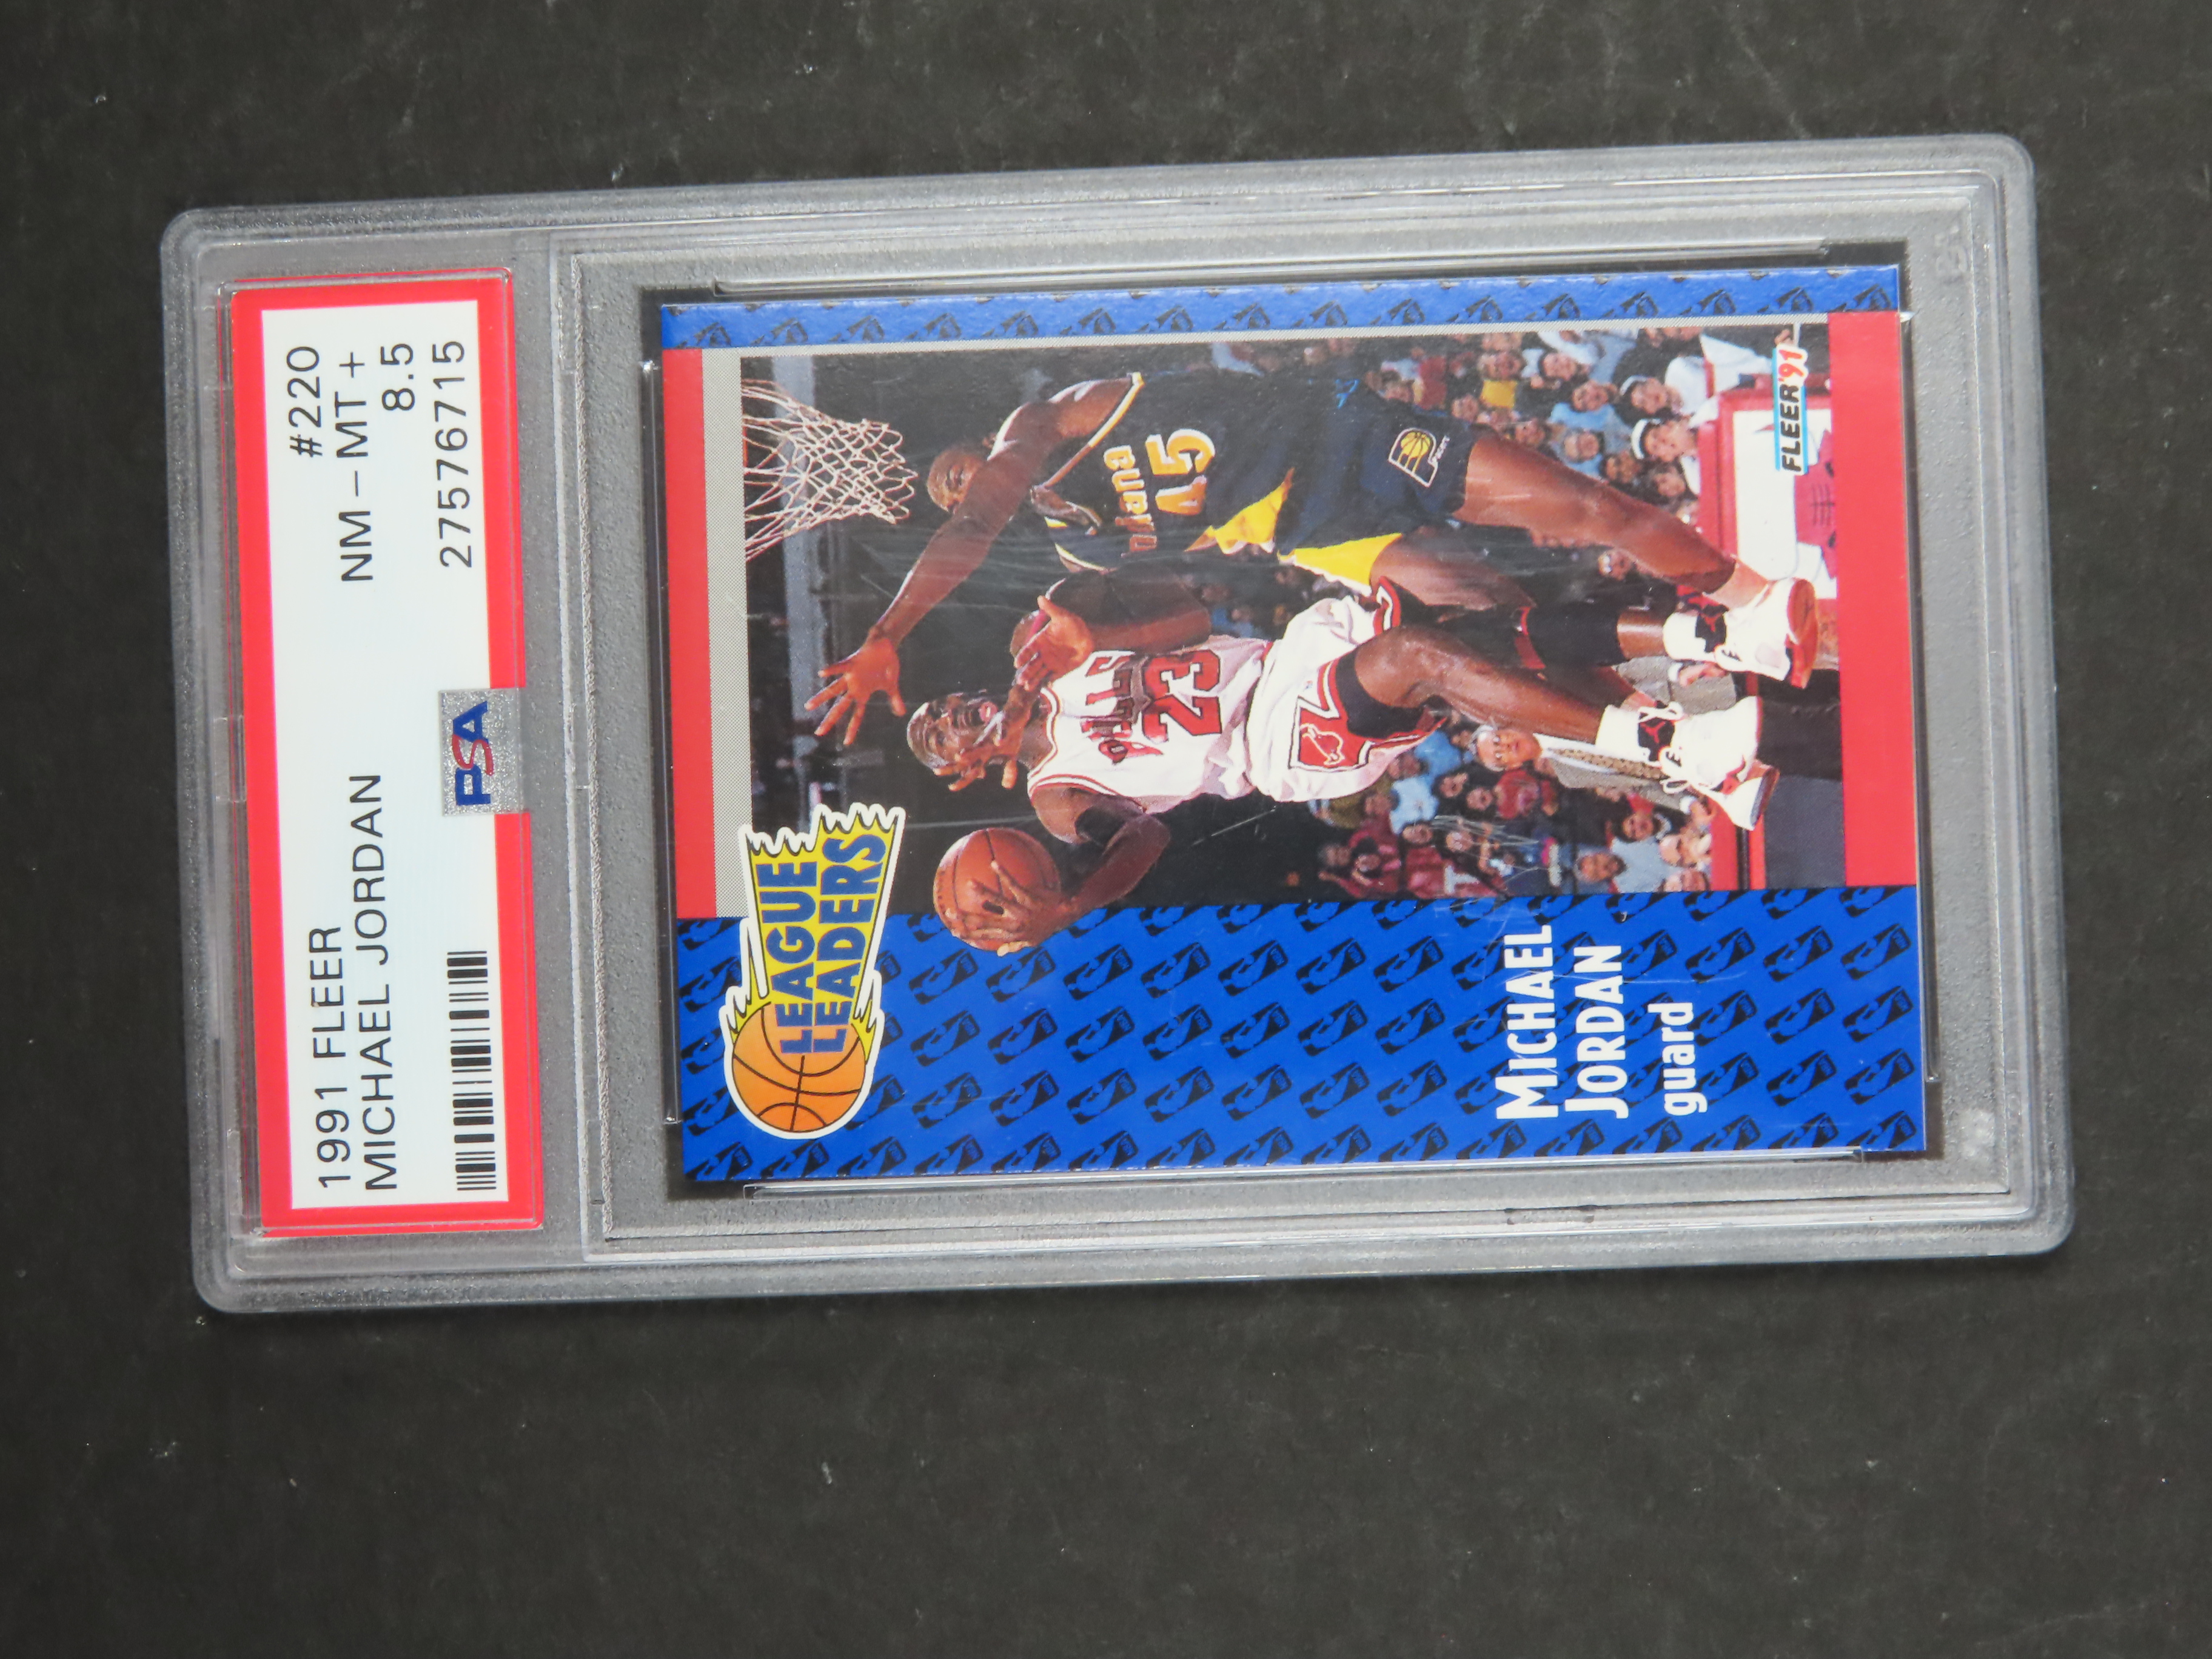 1991 FLEER #220
MICHAEL JORDAN NM-MT +
8.5
PSA 27576715
LEAGUE
LEADERS
Indiana
45
PACERS
BULLS
23
FLEER '91
MICHAEL
JORDAN
guard